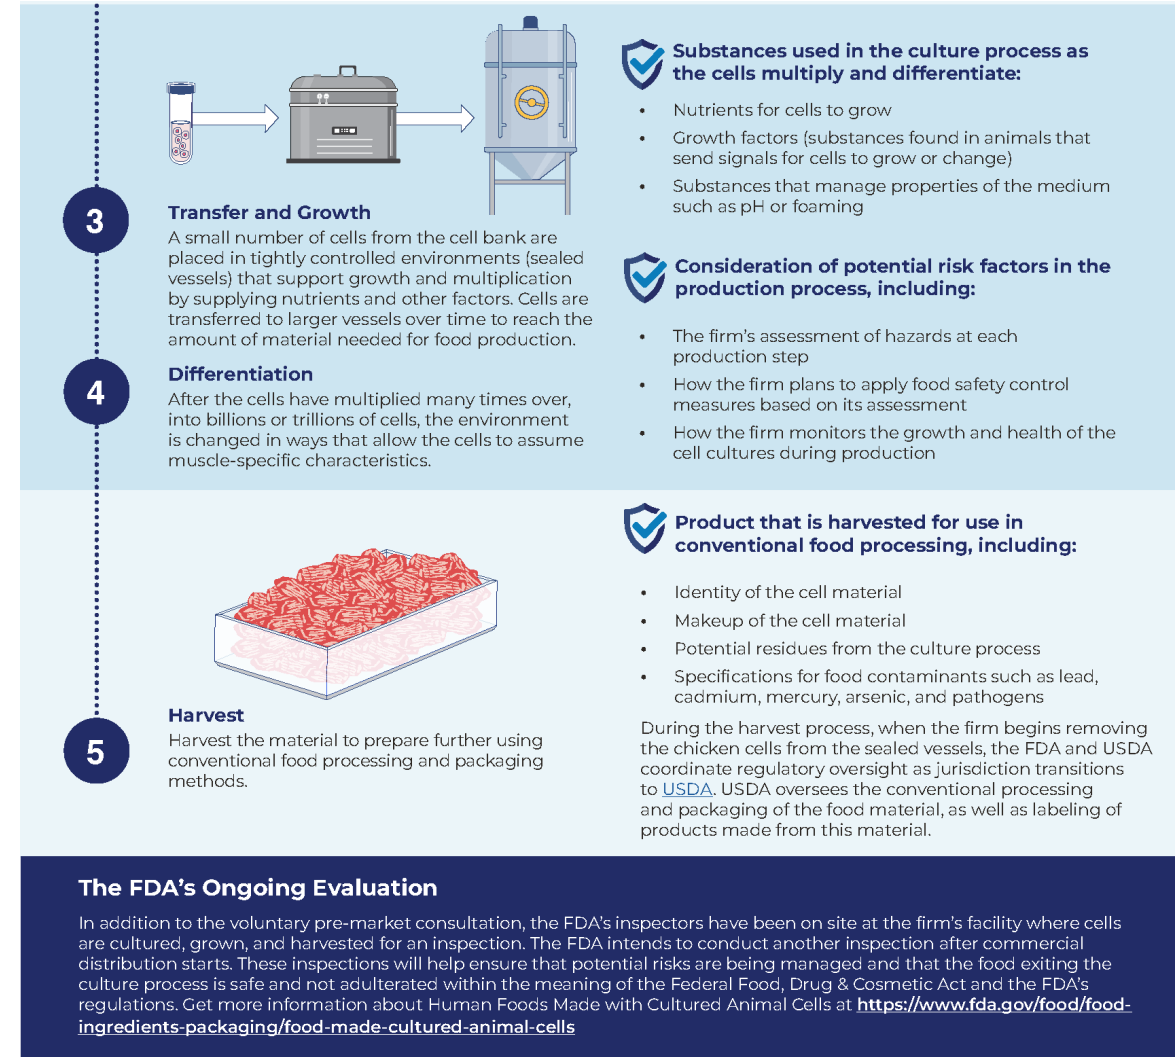 3
Transfer and Growth
A small number of cells from the cell bank are
placed in tightly controlled environments (sealed
vessels) that support growth and multiplication
by supplying nutrients and other factors. Cells are
transferred to larger vessels over time to reach the
amount of material needed for food production.
4
Differentiation
After the cells have multiplied many times over,
into billions or trillions of cells, the environment
is changed in ways that allow the cells to assume
muscle-specific characteristics.
Substances used in the culture process as
the cells multiply and differentiate:
• Nutrients for cells to grow
• Growth factors (substances found in animals that
send signals for cells to grow or change)
• Substances that manage properties of the medium
such as pH or foaming
Consideration of potential risk factors in the
production process, including:
• The firm's assessment of hazards at each
production step
• How the firm plans to apply food safety control
measures based on its assessment
• How the firm monitors the growth and health of the
cell cultures during production
5
Harvest
Harvest the material to prepare further using
conventional food processing and packaging
methods.
Product that is harvested for use in
conventional food processing, including:
• Identity of the cell material
• Makeup of the cell material
• Potential residues from the culture process
• Specifications for food contaminants such as lead,
cadmium, mercury, arsenic, and pathogens
During the harvest process, when the firm begins removing
the chicken cells from the sealed vessels, the FDA and USDA
coordinate regulatory oversight as jurisdiction transitions
to USDA. USDA oversees the conventional processing
and packaging of the food material, as well as labeling of
products made from this material.
The FDA's Ongoing Evaluation
In addition to the voluntary pre-market consultation, the FDA's inspectors have been on site at the firm's facility where cells
are cultured, grown, and harvested for an inspection. The FDA intends to conduct another inspection after commercial
distribution starts. These inspections will help ensure that potential risks are being managed and that the food exiting the
culture process is safe and not adulterated within the meaning of the Federal Food, Drug & Cosmetic Act and the FDA's
regulations. Get more information about Human Foods Made with Cultured Animal Cells at https://www.fda.gov/food/food-
ingredients-packaging/food-made-cultured-animal-cells